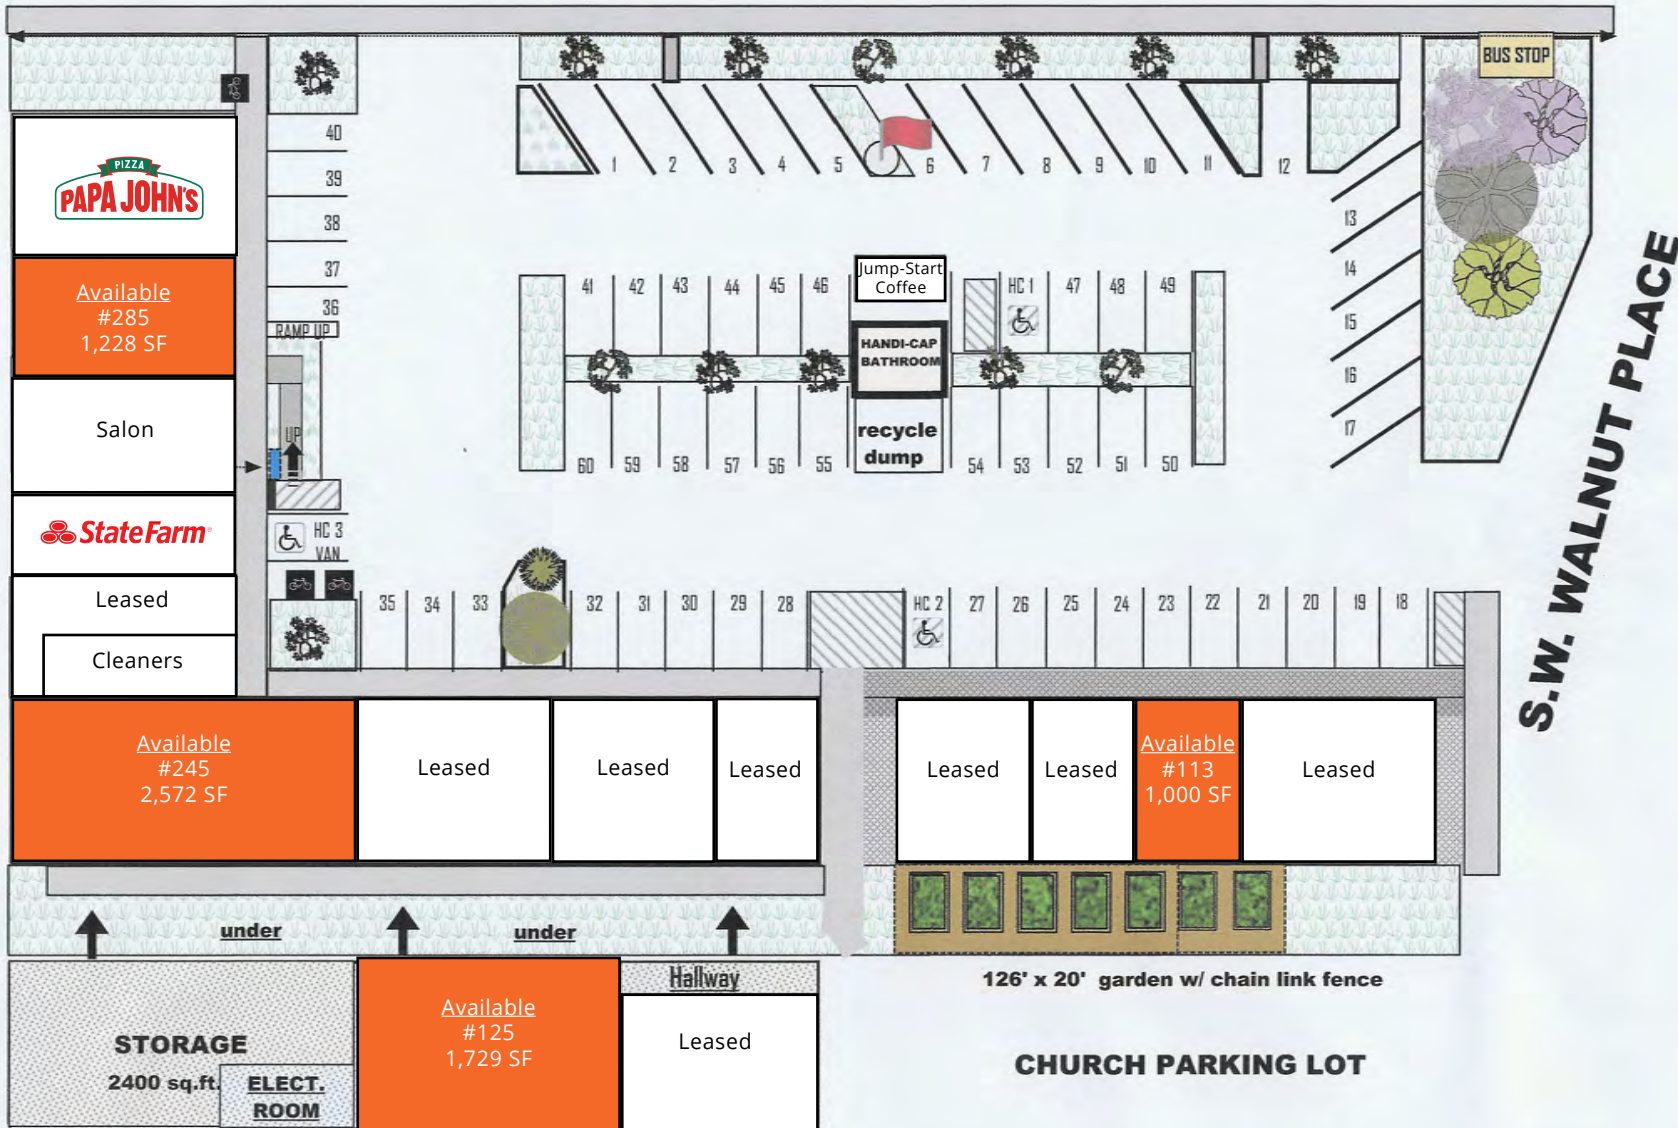 BUS STOP
40
39
38
37
36
RAMP UP
UP
HC 3
VAN
1
2
3
4
5
6
7
8
9
10
11
12
13
14
15
16
17
PIZZA
PAPA JOHN'S
Available
#285
1,228 SF
Salon
StateFarm
Leased
Cleaners
41
42
43
44
45
46
Jump-Start
Coffee
HC 1
47
48
49
HANDI-CAP
BATHROOM
recycle
dump
60
59
58
57
56
55
54
53
52
51
50
S.W. WALNUT PLACE
35
34
33
32
31
30
29
28
HC 2
27
26
25
24
23
22
21
20
19
18
Available
#245
2,572 SF
Leased
Leased
Leased
Leased
Leased
Available
#113
1,000 SF
Leased
under
under
126' x 20' garden w/ chain link fence
STORAGE
2400 sq.ft.
ELECT.
ROOM
Available
#125
1,729 SF
Hallway
Leased
CHURCH PARKING LOT